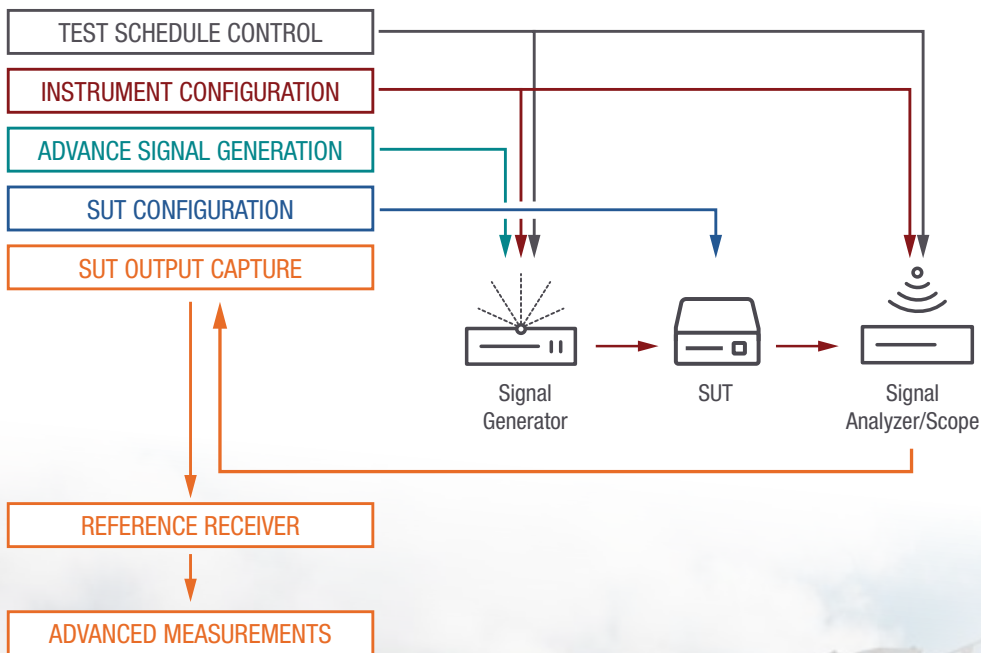 TEST SCHEDULE CONTROL
INSTRUMENT CONFIGURATION
ADVANCE SIGNAL GENERATION
SUT CONFIGURATION
SUT OUTPUT CAPTURE
Signal
Generator
SUT
Signal
Analyzer/Scope
REFERENCE RECEIVER
ADVANCED MEASUREMENTS